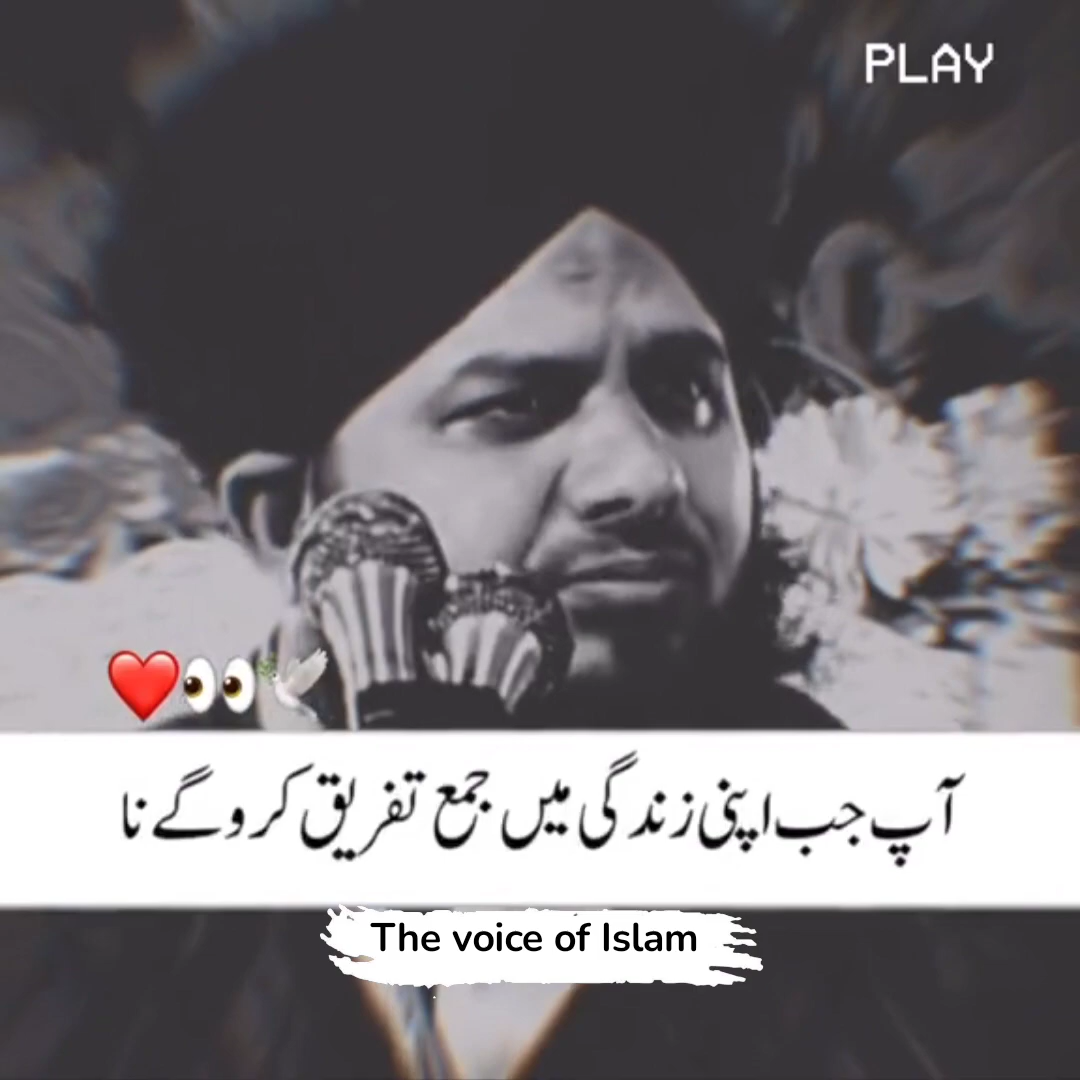 PLAY
❤️👀🕊️
آپ جب اپنی زندگی میں جمع تفریق کرو گے نا
The voice of Islam